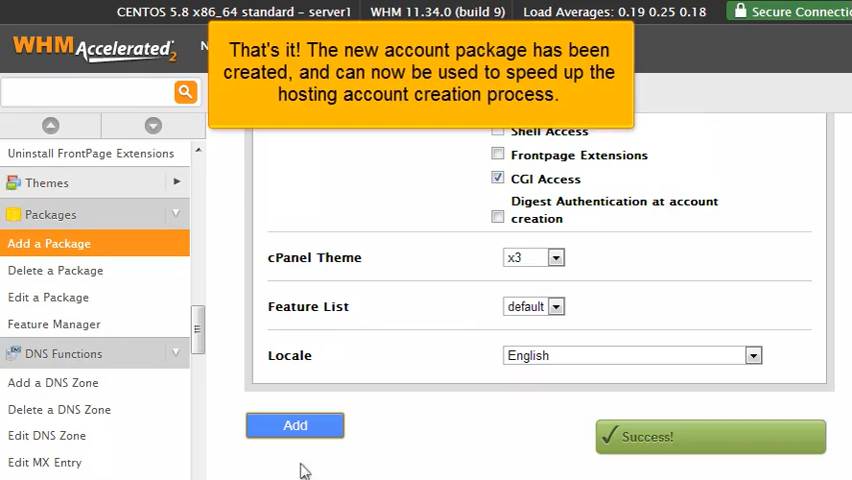 CENTOS 5.8 x86_64 standard – server1 WHM 11.34.0 (build 9) Load Averages: 0.19 0.25 0.18 Secure Connectio
WHM Accelerated2 N
That's it! The new account package has been
created, and can now be used to speed up the
hosting account creation process.
Uninstall FrontPage Extensions
Themes
Packages
Add a Package
Delete a Package
Edit a Package
Feature Manager
DNS Functions
Add a DNS Zone
Delete a DNS Zone
Edit DNS Zone
Edit MX Entry
Shell Access
Frontpage Extensions
CGI Access
Digest Authentication at account
creation
cPanel Theme x3
Feature List default
Locale English
Add
Success!